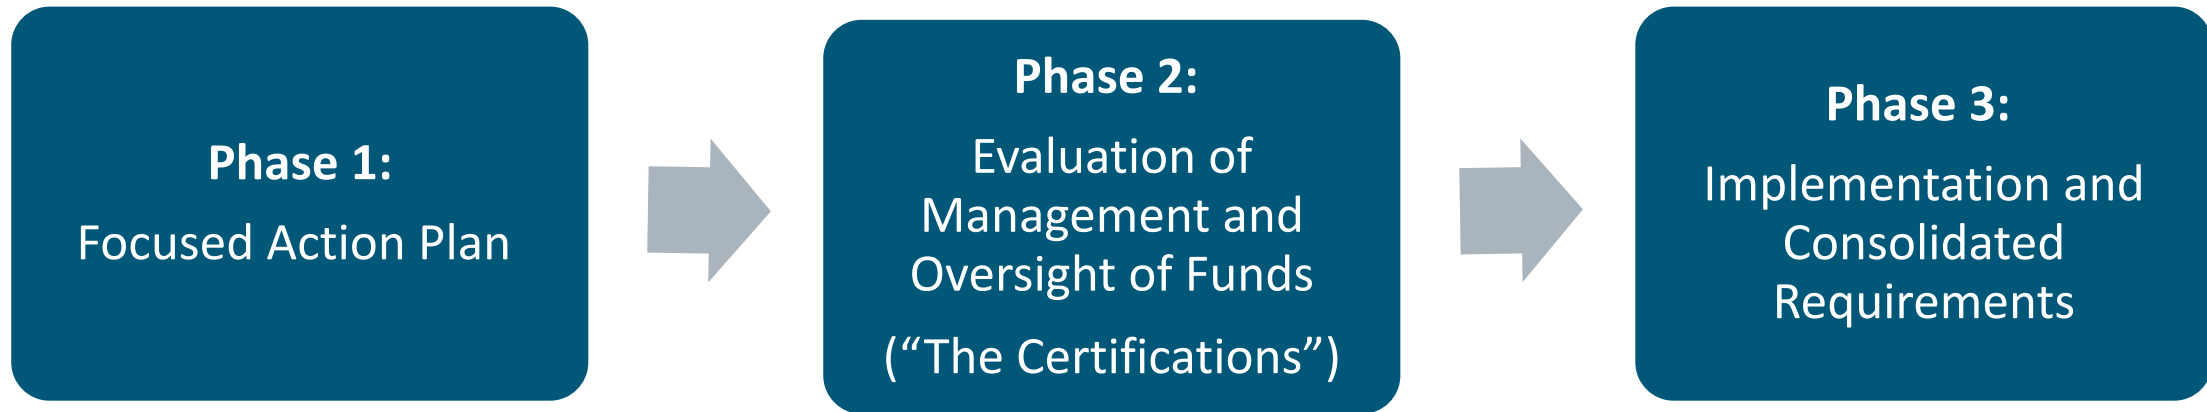 Phase 1:
Focused Action Plan
Phase 2:
Evaluation of
Management and
Oversight of Funds
(“The Certifications”)
Phase 3:
Implementation and
Consolidated
Requirements